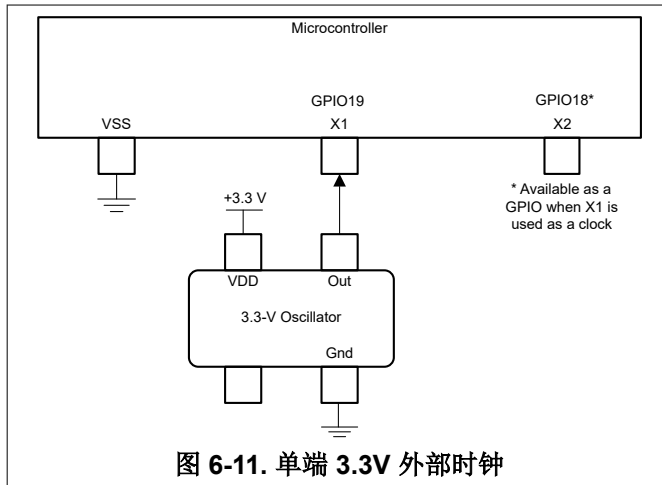 Microcontroller
GPIO19
GPIO18*
VSS
X1
X2
* Available as a
GPIO when X1 is
used as a clock
+3.3 V
VDD
Out
3.3-V Oscillator
Gnd
图 6-11. 单端 3.3V 外部时钟